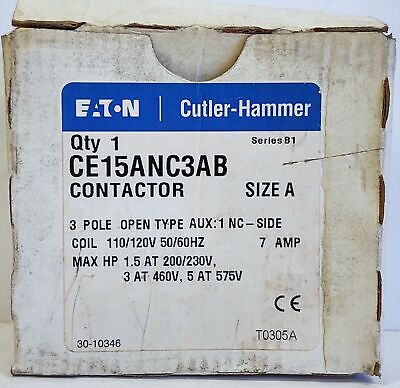 EATON Cutler-Hammer
Qty 1 Series B1
CE15ANC3AB
CONTACTOR SIZE A
3 POLE OPEN TYPE AUX:1 NC-SIDE
COIL 110/120V 50/60HZ 7 AMP
MAX HP 1.5 AT 200/230V,
3 AT 460V, 5 AT 575V
CE
30-10346 T0305A